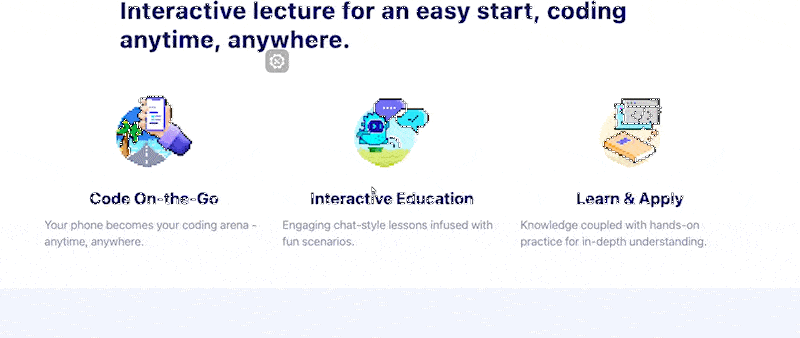 Interactive lecture for an easy start, coding
anytime, anywhere.
Code On-the-Go
Your phone becomes your coding arena -
anytime, anywhere.
Interactive Education
Engaging chat-style lessons infused with
fun scenarios.
Learn & Apply
Knowledge coupled with hands-on
practice for in-depth understanding.